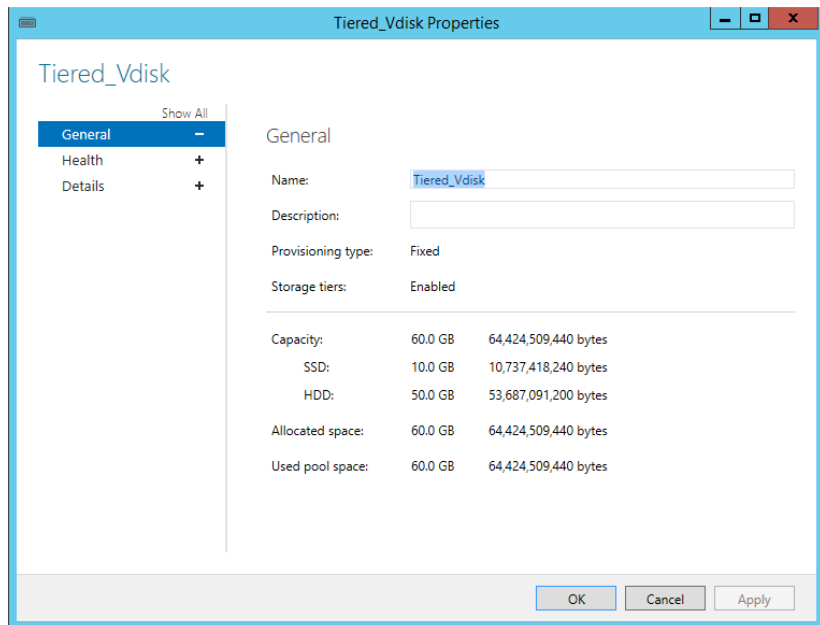 Tiered_Vdisk Properties
Tiered_Vdisk
Show All
General
Health
Details
General
Name: Tiered_Vdisk
Description:
Provisioning type: Fixed
Storage tiers: Enabled
Capacity: 60.0 GB 64,424,509,440 bytes
SSD: 10.0 GB 10,737,418,240 bytes
HDD: 50.0 GB 53,687,091,200 bytes
Allocated space: 60.0 GB 64,424,509,440 bytes
Used pool space: 60.0 GB 64,424,509,440 bytes
OK Cancel Apply